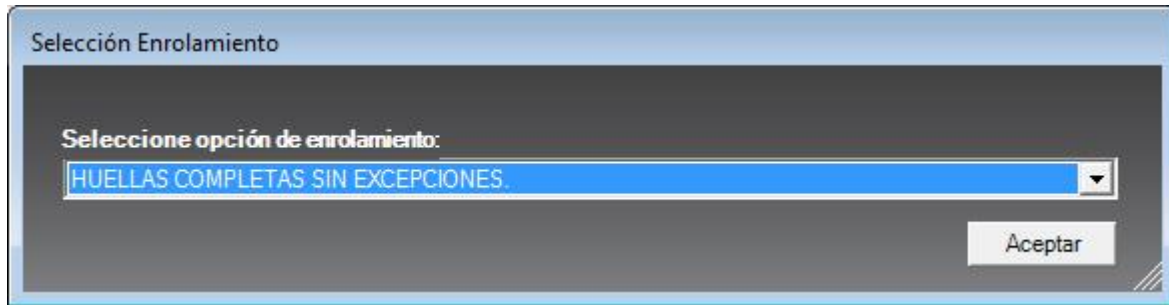 Selección Enrolamiento
Seleccione opción de enrolamiento:
HUELLAS COMPLETAS SIN EXCEPCIONES.
Aceptar